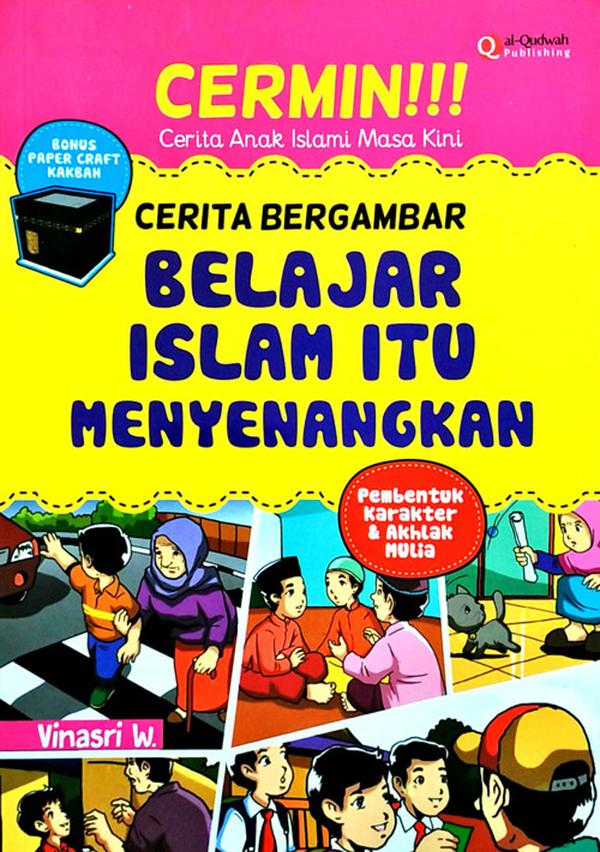 al-Qudwah
Publishing
CERMIN!!!
Cerita Anak Islami Masa Kini
BONUS
PAPER CRAFT
KAKBAH
CERITA BERGAMBAR
BELAJAR
ISLAM ITU
MENYENANGKAN
Pembentuk
Karakter
& Akhlak
Mulia
Vinasri W.